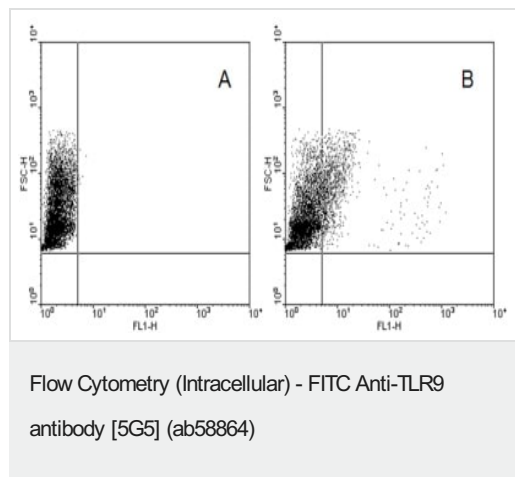 A
B
10⁴
10³
10²
10¹
10⁰
FSC-H
10⁰ 10¹ 10² 10³ 10⁴
FL1-H
10⁴
10³
10²
10¹
10⁰
FSC-H
10⁰ 10¹ 10² 10³ 10⁴
FL1-H
Flow Cytometry (Intracellular) - FITC Anti-TLR9
antibody [5G5] (ab58864)